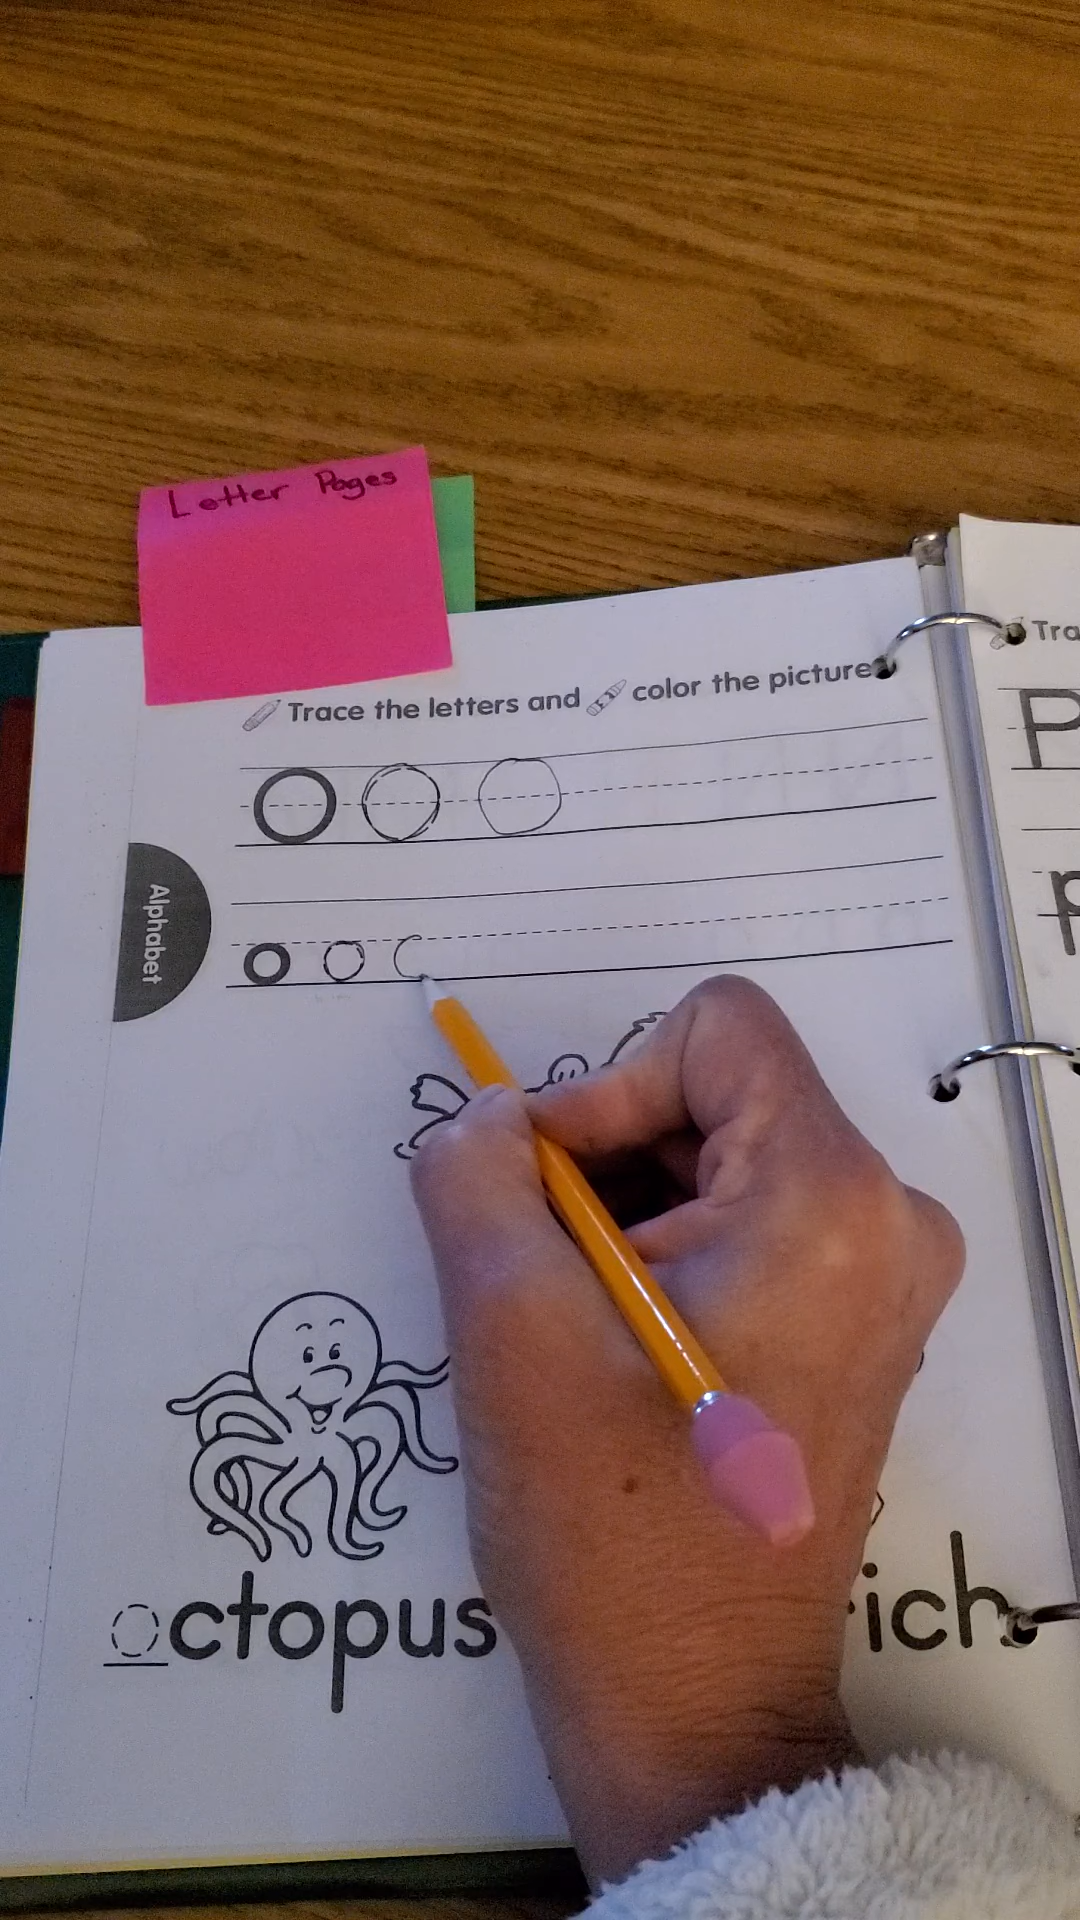 Letter Pages
Trace the letters and color the picture
O O O
Alphabet
o o
octopus
ich
Tra
P
p